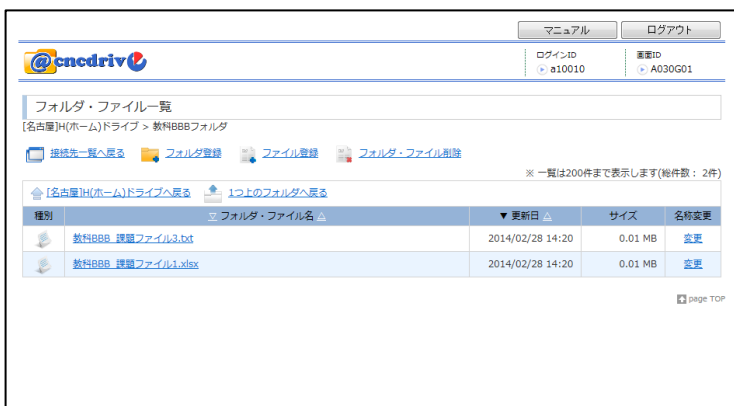 マニュアル ログアウト
@cncdrive
ログインID 画面ID
a10010 A030G01
フォルダ・ファイル一覧
[名古屋]H(ホーム)ドライブ > 教科BBBフォルダ
接続先一覧へ戻る フォルダ登録 ファイル登録 フォルダ・ファイル削除
※ 一覧は200件まで表示します(総件数： 2件)
[名古屋]H(ホーム)ドライブへ戻る 1つ上のフォルダへ戻る
種別 ▽ フォルダ・ファイル名 △ ▼ 更新日 △ サイズ 名称変更
教科BBB_課題ファイル3.txt 2014/02/28 14:20 0.01 MB 変更
教科BBB_課題ファイル1.xlsx 2014/02/28 14:20 0.01 MB 変更
page TOP